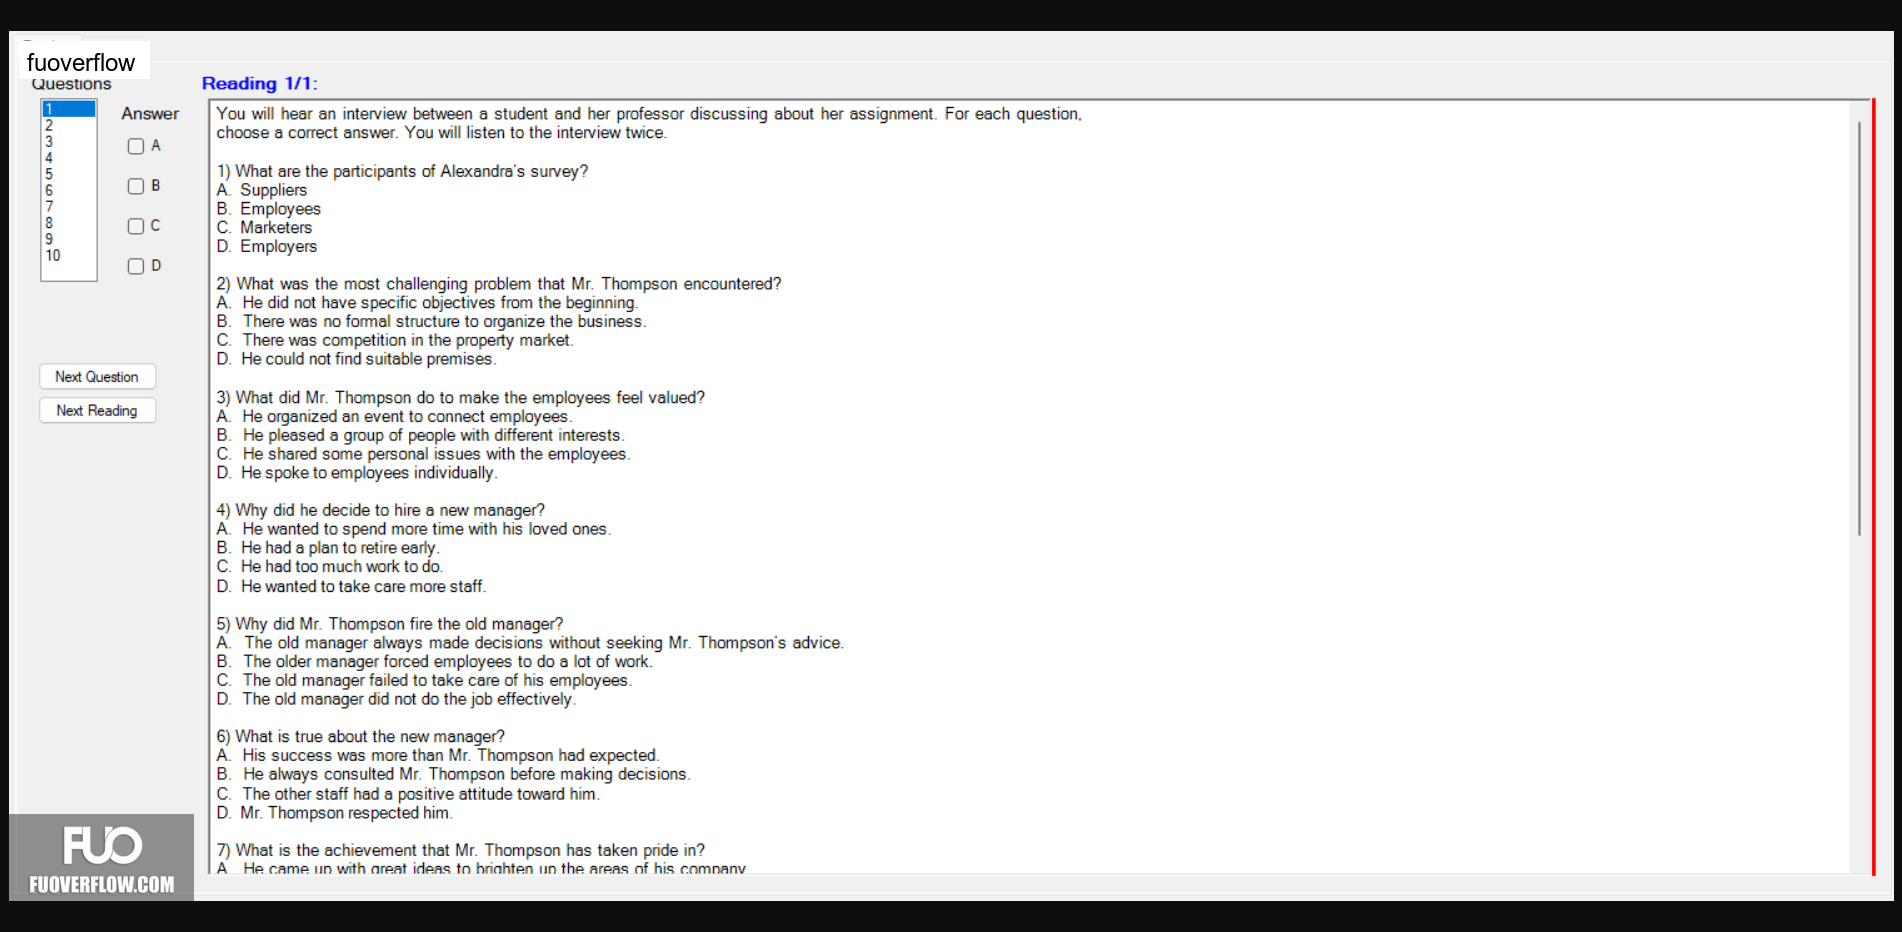 fuoverflow
Questions
Reading 1/1:
1
2
3
4
5
6
7
8
9
10
Answer
A
B
C
D
Next Question
Next Reading
You will hear an interview between a student and her professor discussing about her assignment. For each question,
choose a correct answer. You will listen to the interview twice.
1) What are the participants of Alexandra's survey?
A. Suppliers
B. Employees
C. Marketers
D. Employers
2) What was the most challenging problem that Mr. Thompson encountered?
A. He did not have specific objectives from the beginning.
B. There was no formal structure to organize the business.
C. There was competition in the property market.
D. He could not find suitable premises.
3) What did Mr. Thompson do to make the employees feel valued?
A. He organized an event to connect employees.
B. He pleased a group of people with different interests.
C. He shared some personal issues with the employees.
D. He spoke to employees individually.
4) Why did he decide to hire a new manager?
A. He wanted to spend more time with his loved ones.
B. He had a plan to retire early.
C. He had too much work to do.
D. He wanted to take care more staff.
5) Why did Mr. Thompson fire the old manager?
A. The old manager always made decisions without seeking Mr. Thompson's advice.
B. The older manager forced employees to do a lot of work.
C. The old manager failed to take care of his employees.
D. The old manager did not do the job effectively.
6) What is true about the new manager?
A. His success was more than Mr. Thompson had expected.
B. He always consulted Mr. Thompson before making decisions.
C. The other staff had a positive attitude toward him.
D. Mr. Thompson respected him.
7) What is the achievement that Mr. Thompson has taken pride in?
A. He came up with great ideas to brighten up the areas of his company
FUO
FUOVERFLOW.COM